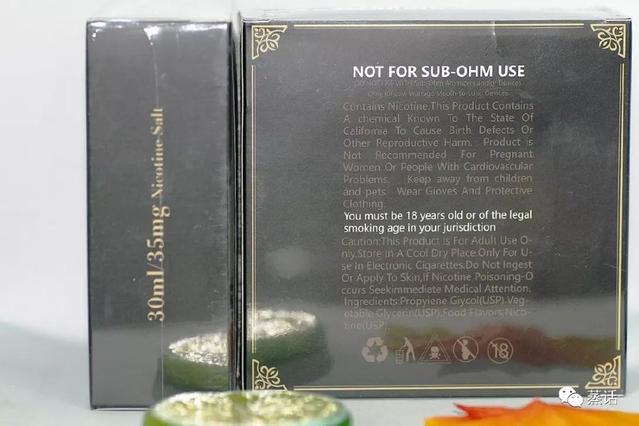 30ml/35mg Nicotine Salt
NOT FOR SUB-OHM USE
Contains Nicotine.This Product Contains
A chemical Known To The State Of
California To Cause Birth Defects Or
Other Reproductive Harm. Product is
Not Recommended For Pregnant
Women Or People With Cardiovascular
Problems. Keep away from children
and pets. Wear Gloves And Protective
Clothing.
You must be 18 years old or of the legal
smoking age in your jurisdiction
Caution:This Product Is For Adult Use O-
nly.Store In A Cool Dry Place.Only For U-
se In Electronic Cigarettes.Do Not Ingest
Or Apply To Skin,If Nicotine Poisoning-O
ccurs Seekimmediate Medical Attention.
Ingredients:Propyiene Glycol(USP).Veg-
etable Glycerin(USP).Food Flavors.Nico-
tine(USP).
18
蒸话